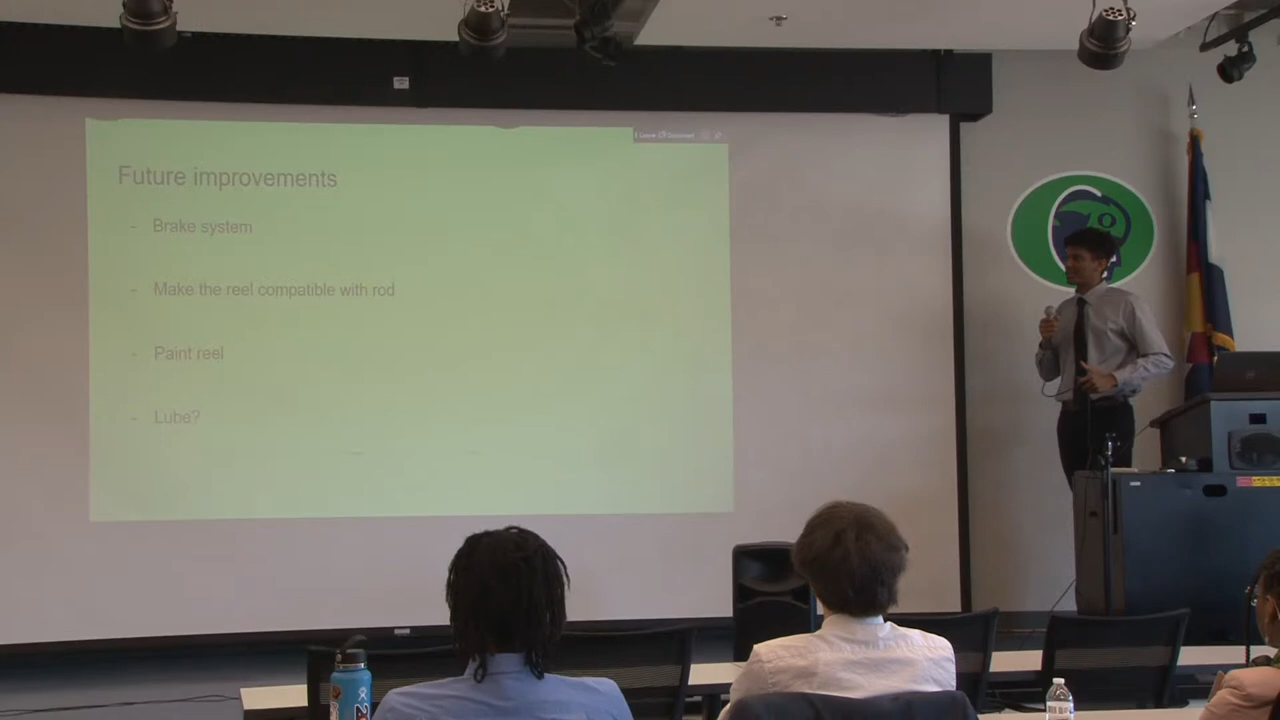 Future improvements
- Brake system
- Make the reel compatible with rod
- Paint reel
- Lube?